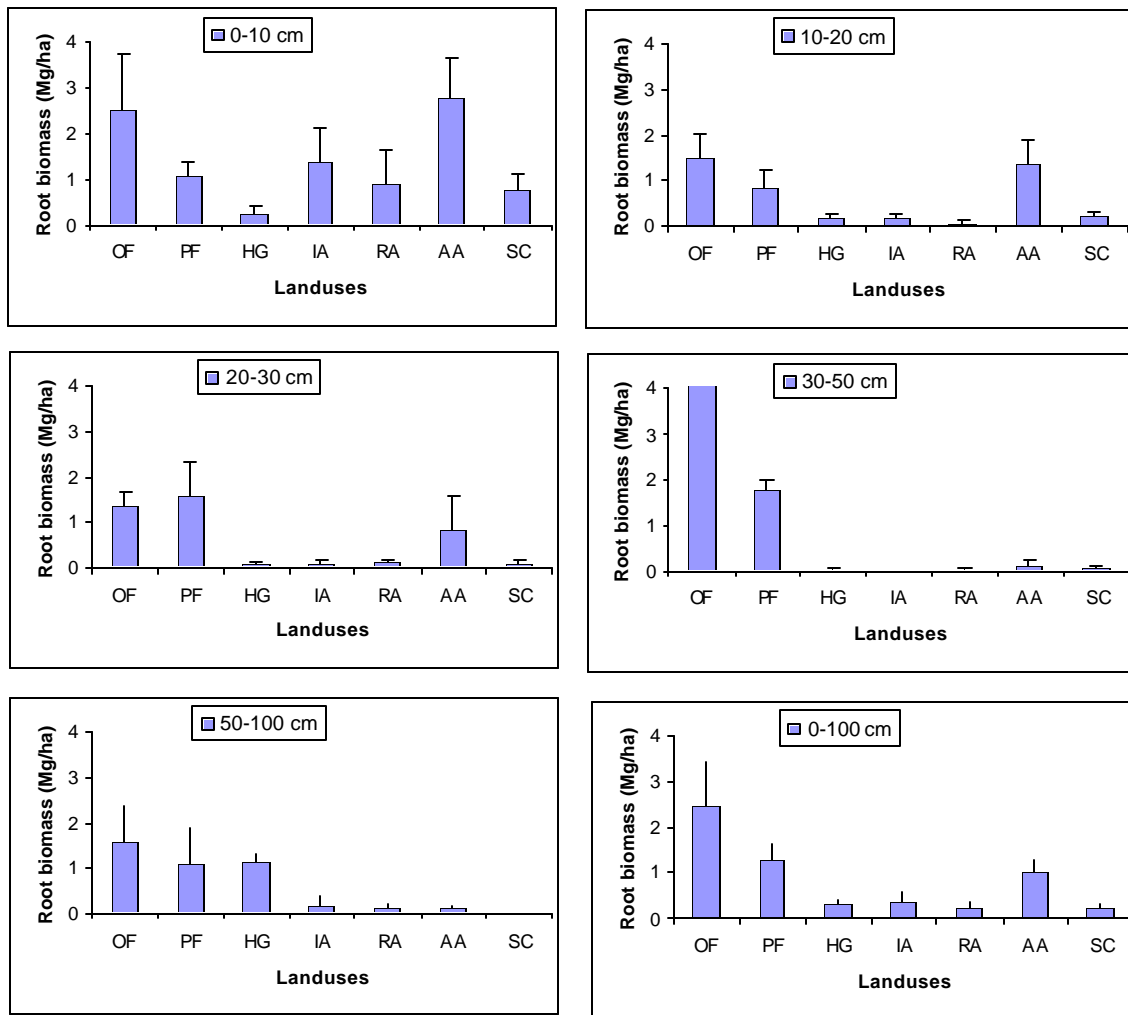 0-10 cm
Root biomass (Mg/ha)
4
3
2
1
0
OF PF HG IA RA AA SC
Landuses
10-20 cm
Root biomass (Mg/ha)
4
3
2
1
0
OF PF HG IA RA AA SC
Landuses
20-30 cm
Root biomass (Mg/ha)
4
3
2
1
0
OF PF HG IA RA AA SC
Landuses
30-50 cm
Root biomass (Mg/ha)
4
3
2
1
0
OF PF HG IA RA AA SC
Landuses
50-100 cm
Root biomass (Mg/ha)
4
3
2
1
0
OF PF HG IA RA AA SC
Landuses
0-100 cm
Root biomass (Mg/ha)
4
3
2
1
0
OF PF HG IA RA AA SC
Landuses